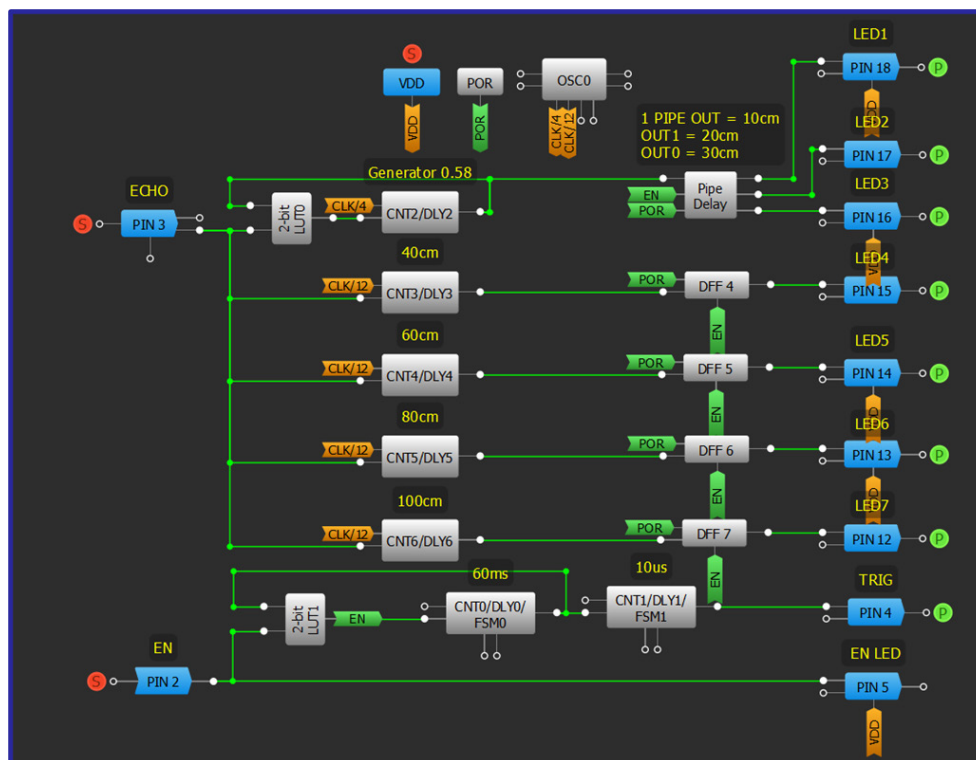 LED1
S
VDD
POR
OSC0
PIN 18
P
VDD
POR
CLK/4
CLK/12
1 PIPE OUT = 10cm
OUT1 = 20cm
OUT0 = 30cm
LED2
PIN 17
P
Generator 0.58
ECHO
S
PIN 3
2-bit
LUT0
CLK/4
CNT2/DLY2
EN
POR
Pipe
Delay
LED3
PIN 16
P
40cm
CLK/12
CNT3/DLY3
POR
DFF 4
LED4
PIN 15
P
EN
60cm
CLK/12
CNT4/DLY4
POR
DFF 5
LED5
PIN 14
P
EN
80cm
CLK/12
CNT5/DLY5
POR
DFF 6
LED6
PIN 13
P
EN
100cm
CLK/12
CNT6/DLY6
POR
DFF 7
LED7
PIN 12
P
EN
60ms
10us
2-bit
LUT1
EN
CNT0/DLY0/
FSM0
CNT1/DLY1/
FSM1
TRIG
PIN 4
P
EN
S
PIN 2
EN LED
PIN 5
VDD